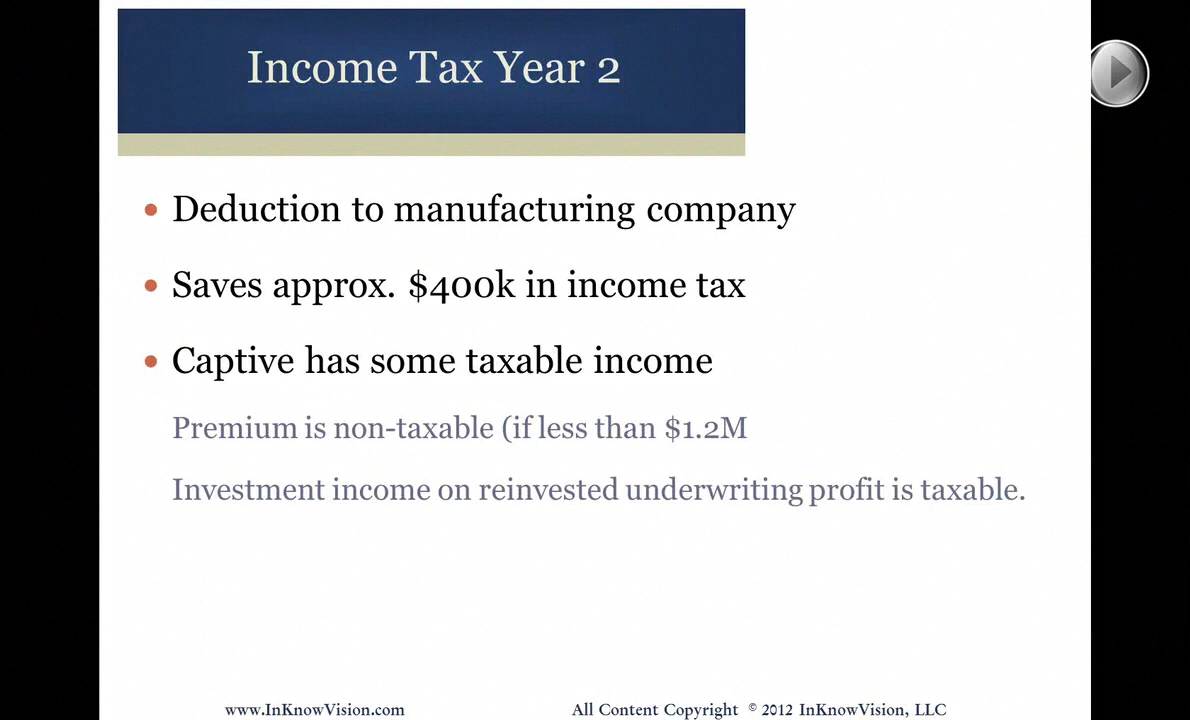 Income Tax Year 2
Deduction to manufacturing company
Saves approx. $400k in income tax
Captive has some taxable income
Premium is non-taxable (if less than $1.2M
Investment income on reinvested underwriting profit is taxable.
www.InKnowVision.com
All Content Copyright © 2012 InKnowVision, LLC